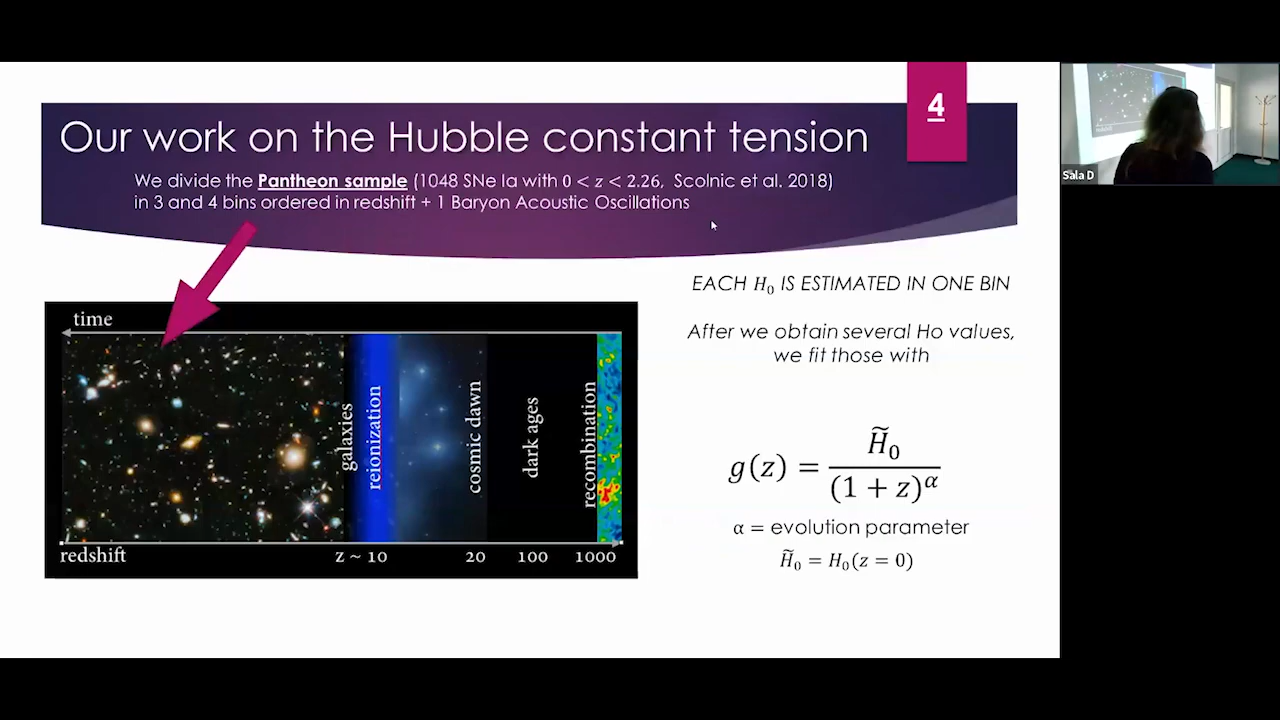 4
Our work on the Hubble constant tension
We divide the Pantheon sample (1048 SNe Ia with 0 < z < 2.26, Scolnic et al. 2018)
in 3 and 4 bins ordered in redshift + 1 Baryon Acoustic Oscillations
EACH H₀ IS ESTIMATED IN ONE BIN
After we obtain several Ho values,
we fit those with
g(z) = H̃₀ / (1 + z)^α
α = evolution parameter
H̃₀ = H₀(z = 0)
time
galaxies
reionization
cosmic dawn
dark ages
recombination
redshift z ~ 10 20 100 1000
Sala D